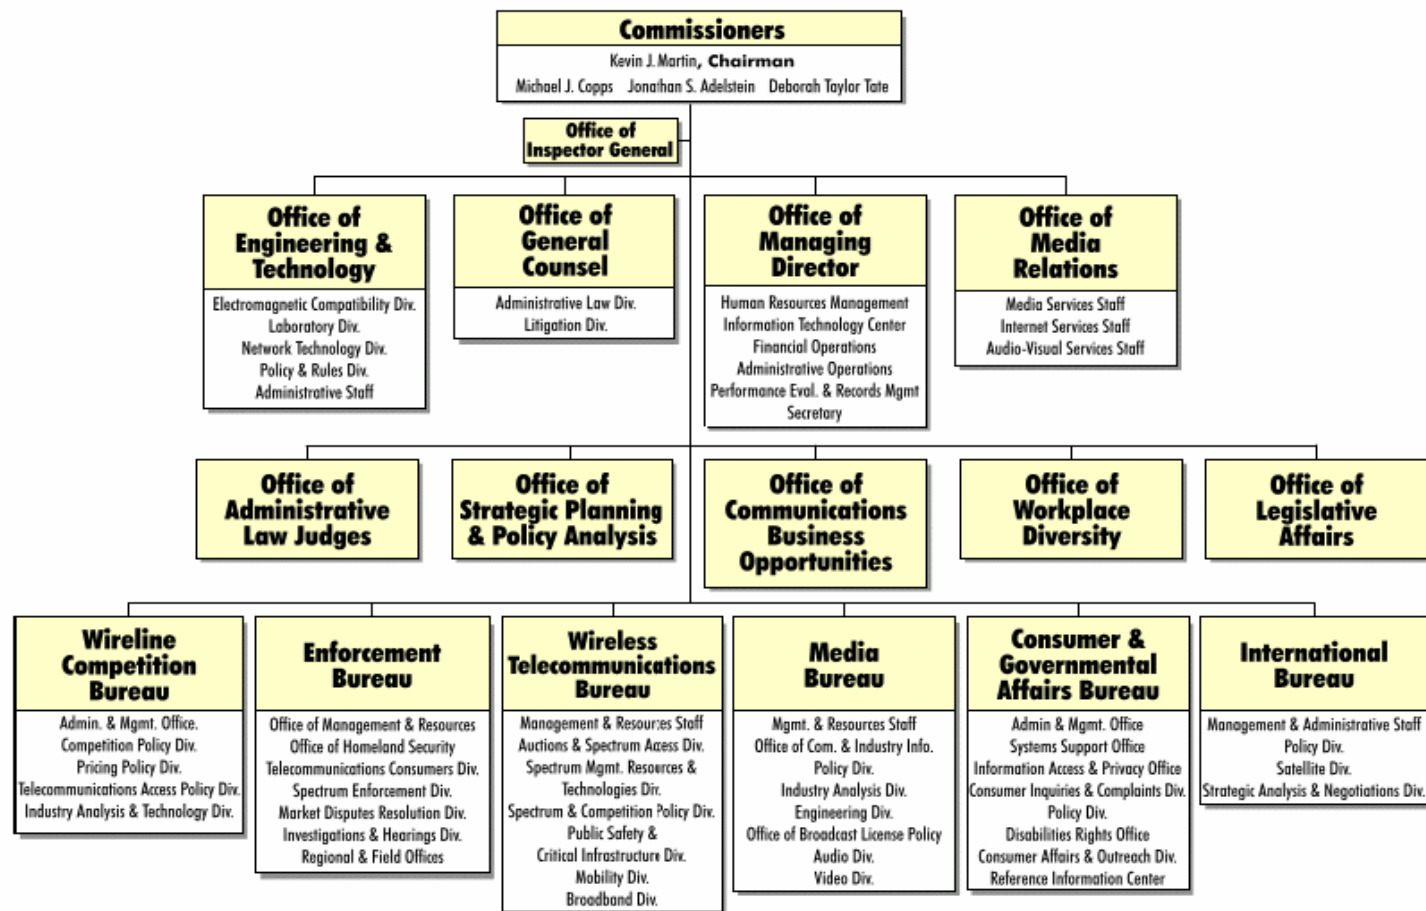 Commissioners
Kevin J. Martin, Chairman
Michael J. Copps Jonathan S. Adelstein Deborah Taylor Tate
Office of
Inspector General
Office of
Engineering &
Technology
Electromagnetic Compatibility Div.
Laboratory Div.
Network Technology Div.
Policy & Rules Div.
Administrative Staff
Office of
General
Counsel
Administrative Law Div.
Litigation Div.
Office of
Managing
Director
Human Resources Management
Information Technology Center
Financial Operations
Administrative Operations
Performance Eval. & Records Mgmt
Secretary
Office of
Media
Relations
Media Services Staff
Internet Services Staff
Audio-Visual Services Staff
Office of
Administrative
Law Judges
Office of
Strategic Planning
& Policy Analysis
Office of
Communications
Business
Opportunities
Office of
Workplace
Diversity
Office of
Legislative
Affairs
Wireline
Competition
Bureau
Admin. & Mgmt. Office.
Competition Policy Div.
Pricing Policy Div.
Telecommunications Access Policy Div.
Industry Analysis & Technology Div.
Enforcement
Bureau
Office of Management & Resources
Office of Homeland Security
Telecommunications Consumers Div.
Spectrum Enforcement Div.
Market Disputes Resolution Div.
Investigations & Hearings Div.
Regional & Field Offices
Wireless
Telecommunications
Bureau
Management & Resources Staff
Auctions & Spectrum Access Div.
Spectrum Mgmt. Resources &
Technologies Div.
Spectrum & Competition Policy Div.
Public Safety &
Critical Infrastructure Div.
Mobility Div.
Broadband Div.
Media
Bureau
Mgmt. & Resources Staff
Office of Com. & Industry Info.
Policy Div.
Industry Analysis Div.
Engineering Div.
Office of Broadcast License Policy
Audio Div.
Video Div.
Consumer &
Governmental
Affairs Bureau
Admin & Mgmt. Office
Systems Support Office
Information Access & Privacy Office
Consumer Inquiries & Complaints Div.
Policy Div.
Disabilities Rights Office
Consumer Affairs & Outreach Div.
Reference Information Center
International
Bureau
Management & Administrative Staff
Policy Div.
Satellite Div.
Strategic Analysis & Negotiations Div.